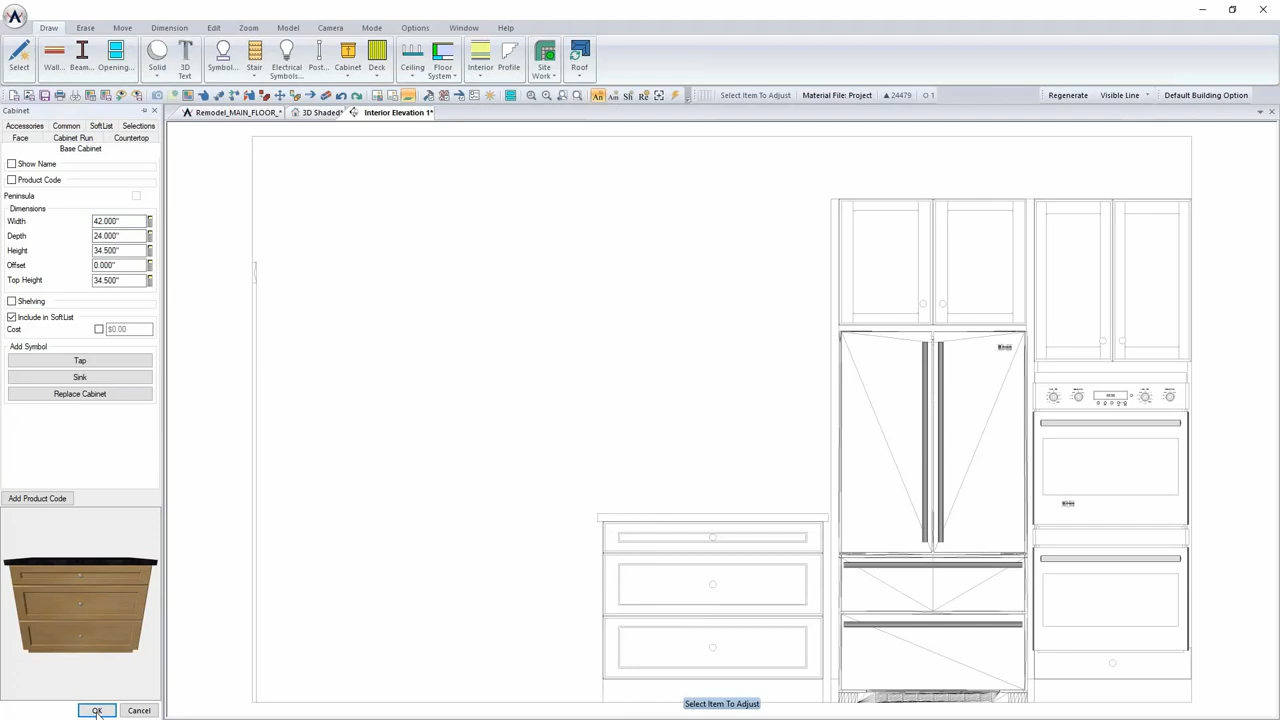 Draw Erase Move Dimension Edit Zoom Model Camera Mode Options Window Help
Select Wall... Beam... Opening... Solid 3D Text Symbol... Stair Electrical Symbols... Post... Cabinet Deck Ceiling Floor System Interior Profile Site Work Roof
Select Item To Adjust Material File: Project 24479 1 Regenerate Visible Line Default Building Option
Cabinet
Remodel_MAIN_FLOOR_* 3D Shaded* Interior Elevation 1*
Accessories Common SoftList Selections
Face Cabinet Run Countertop
Base Cabinet
Show Name
Product Code
Peninsula
Dimensions
Width 42.000"
Depth 24.000"
Height 34.500"
Offset 0.000"
Top Height 34.500"
Shelving
Include in SoftList
Cost $0.00
Add Symbol
Tap
Sink
Replace Cabinet
Add Product Code
Select Item To Adjust
OK Cancel